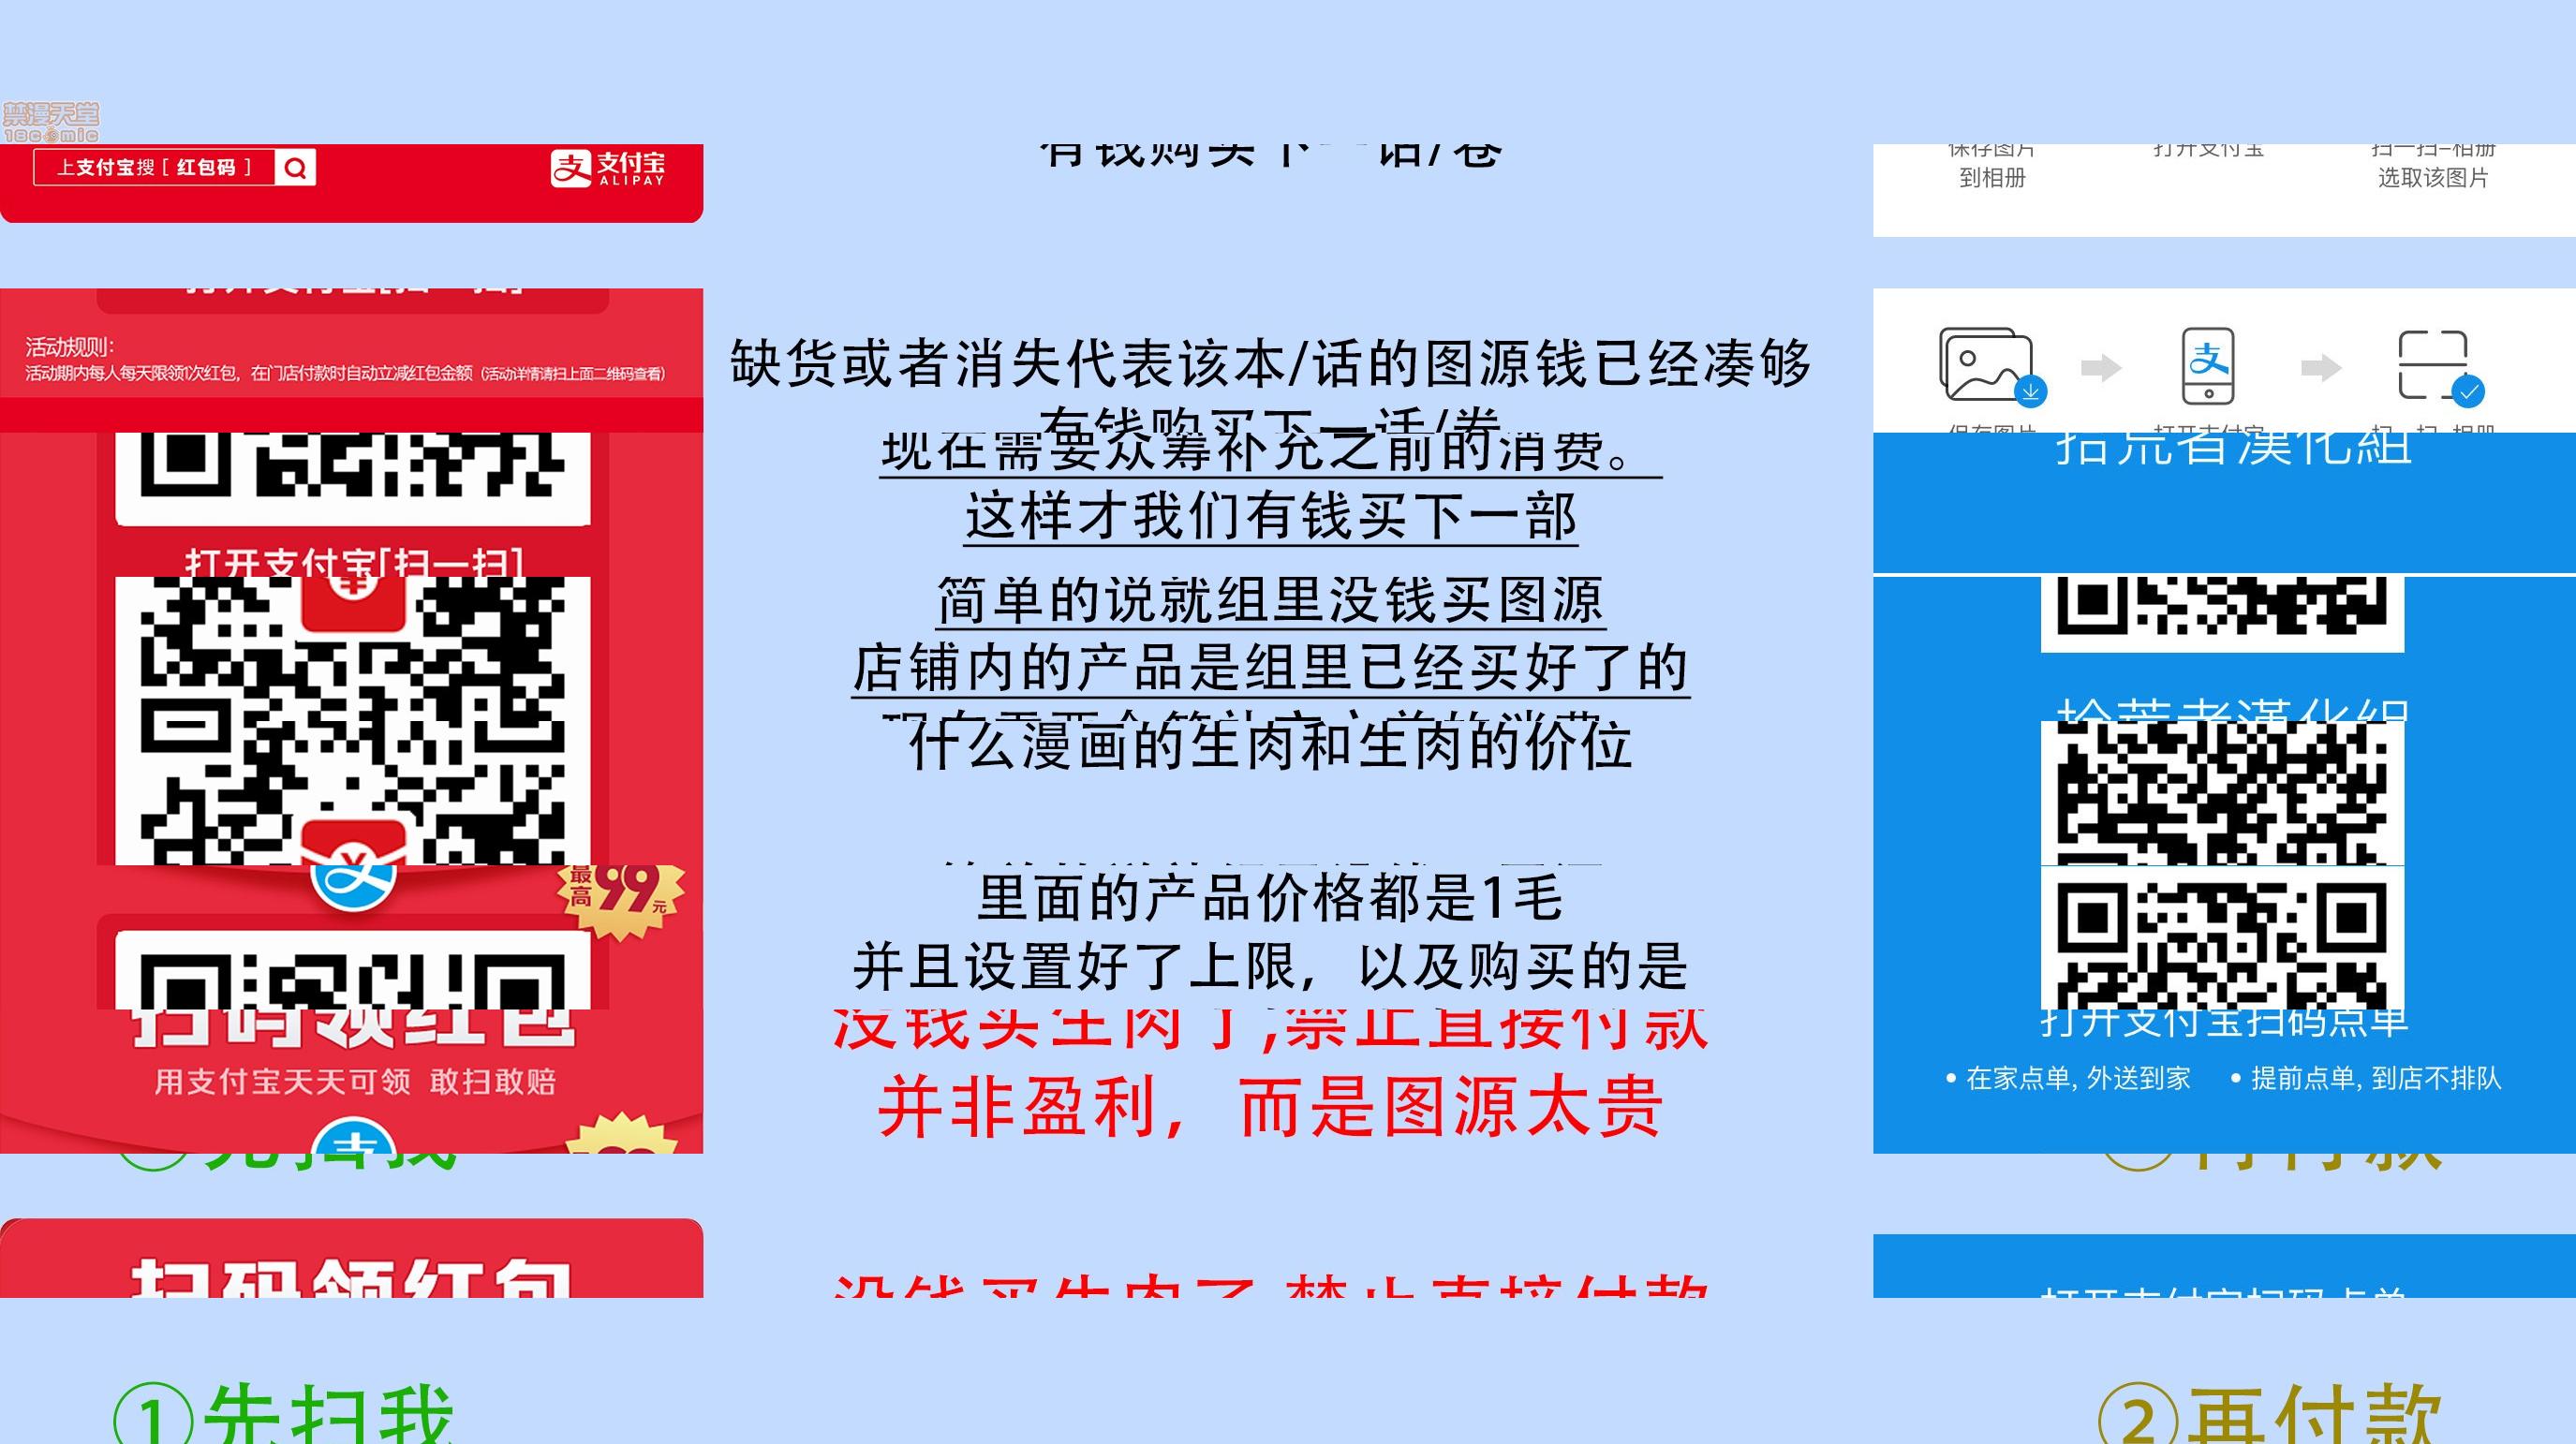 禁漫天堂
18comic
上支付宝搜 [ 红包码 ]
支付宝
ALIPAY
有钱购买下一话/卷
保存图片
到相册
打开支付宝
扫一扫-相册
选取该图片
活动规则：
活动期内每人每天限领1次红包，在门店付款时自动立减红包金额（活动详情请扫上面二维码查看）
缺货或者消失代表该本/话的图源钱已经凑够
有钱购买下一话/卷
现在需要众筹补充之前的消费。
这样才我们有钱买下一部
拾荒者漢化組
打开支付宝[扫一扫]
简单的说就组里没钱买图源
店铺内的产品是组里已经买好了的
拾荒者漢化組
什么漫画的生肉和生肉的价位
最高99元
里面的产品价格都是1毛
并且设置好了上限，以及购买的是
扫码领红包
用支付宝天天可领 敢扫敢赔
没钱买生肉了,禁止直接付款
并非盈利，而是图源太贵
打开支付宝扫码点单
• 在家点单, 外送到家 • 提前点单, 到店不排队
扫码领红包
没钱买生肉了,禁止直接付款
打开支付宝扫码点单
①先扫我
②再付款